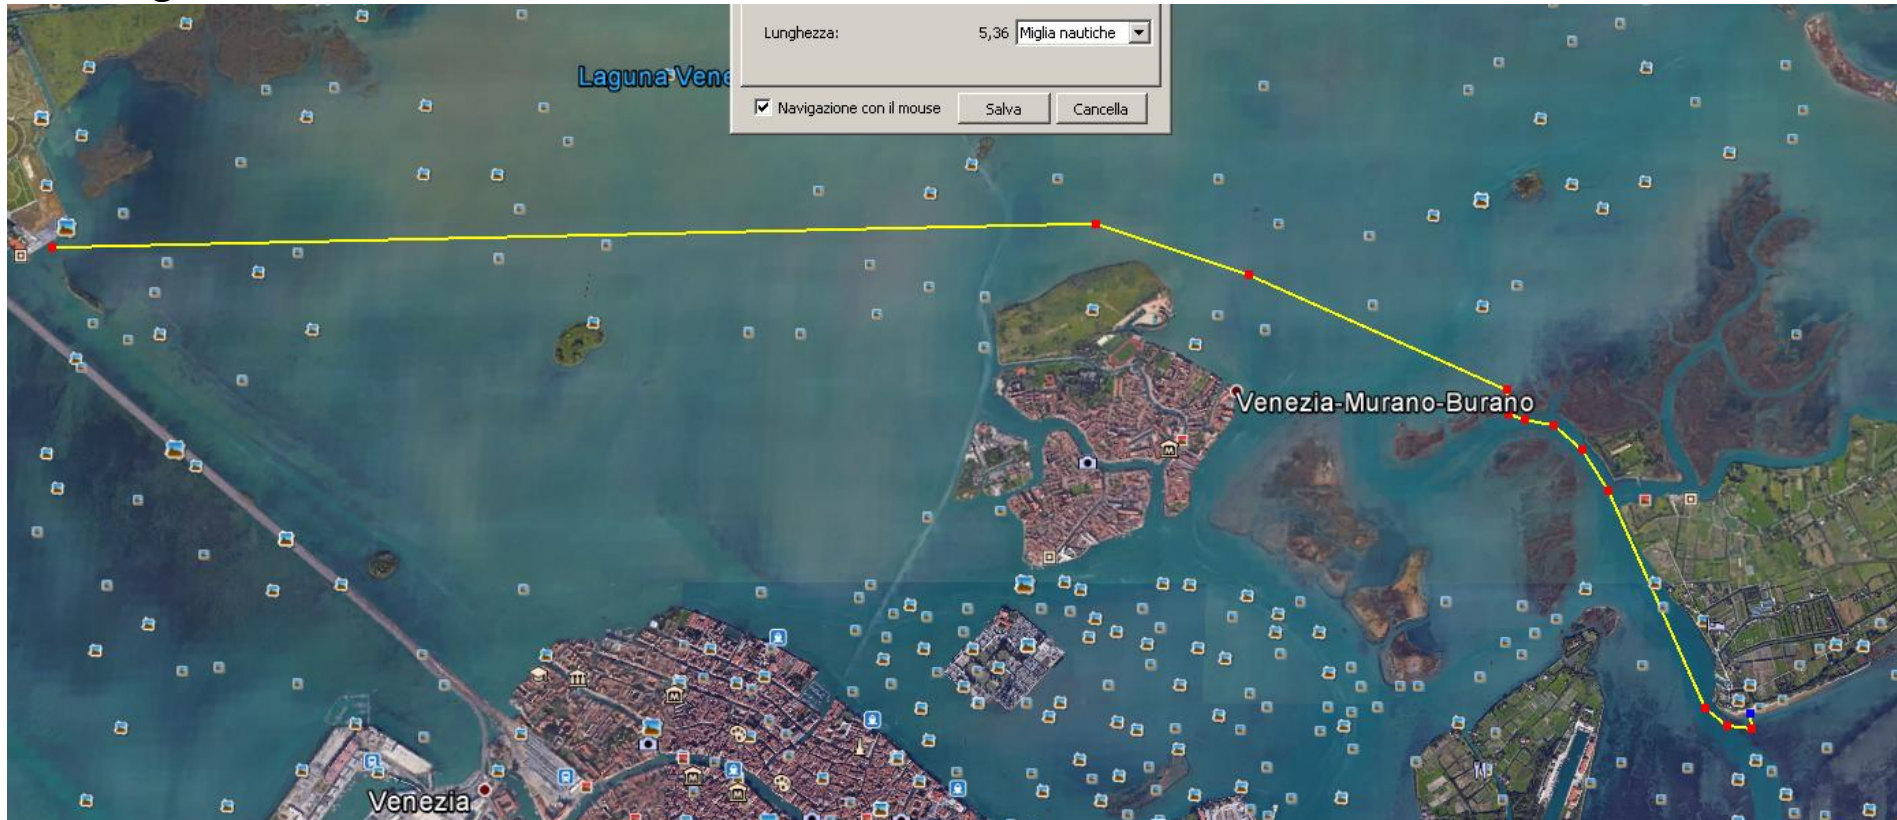 Lunghezza: 5,36 Miglia nautiche
Laguna Vene
Navigazione con il mouse Salva Cancella
Venezia-Murano-Burano
Venezia